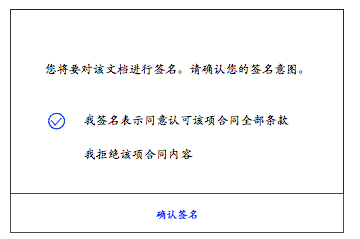 您将要对该文档进行签名。请确认您的签名意图。
我签名表示同意认可该项合同全部条款
我拒绝该项合同内容
确认签名